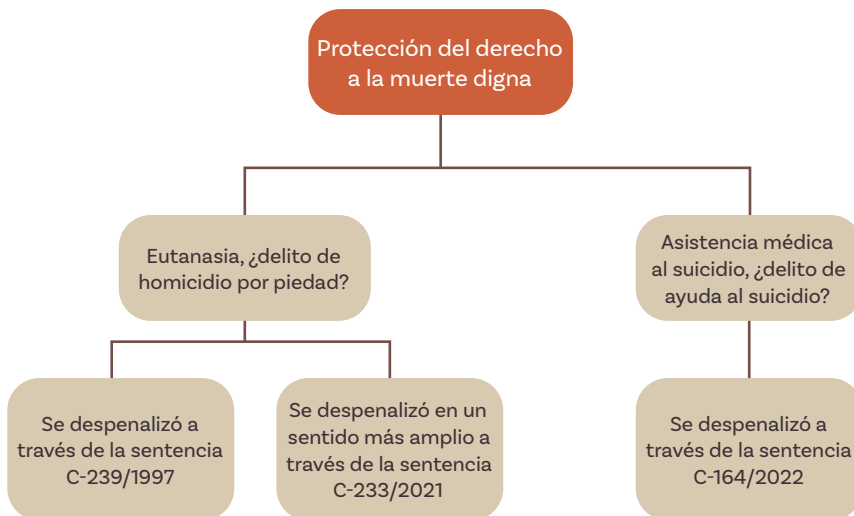 Protección del derecho
a la muerte digna
Eutanasia, ¿delito de
homicidio por piedad?
Asistencia médica
al suicidio, ¿delito de
ayuda al suicidio?
Se despenalizó a
través de la sentencia
C-239/1997
Se despenalizó en un
sentido más amplio a
través de la sentencia
C-233/2021
Se despenalizó a
través de la sentencia
C-164/2022